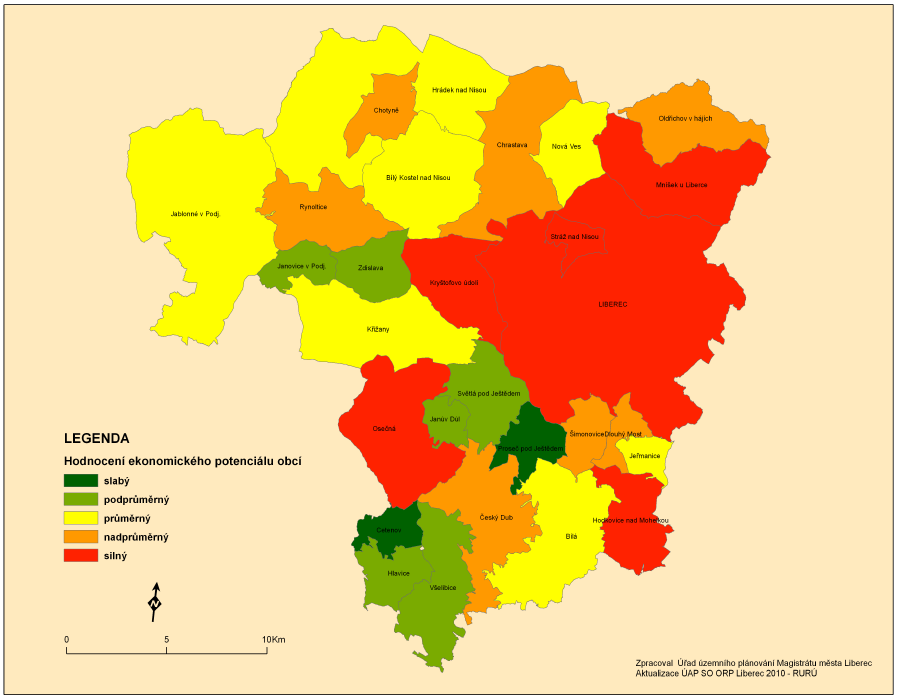 Hrádek nad Nisou
Chotyně
Oldřichov v hájích
Chrastava
Nová Ves
Bílý Kostel nad Nisou
Mníšek u Liberce
Rynoltice
Jablonné v Podj.
Stráž nad Nisou
Janovice v Podj.
Zdislava
Kryštofovo údolí
LIBEREC
Křižany
Světlá pod Ještědem
Janův Důl
Osečná
Šimonovice
Dlouhý Most
Proseč pod Ještědem
Jeřmanice
Český Dub
Hodkovice nad Mohelkou
Cetenov
Bílá
Hlavice
Všelibice
LEGENDA
Hodnocení ekonomického potenciálu obcí
slabý
podprůměrný
průměrný
nadprůměrný
silný
N
0 5 10Km
Zpracoval Úřad územního plánování Magistrátu města Liberec
Aktualizace ÚAP SO ORP Liberec 2010 - RURÚ